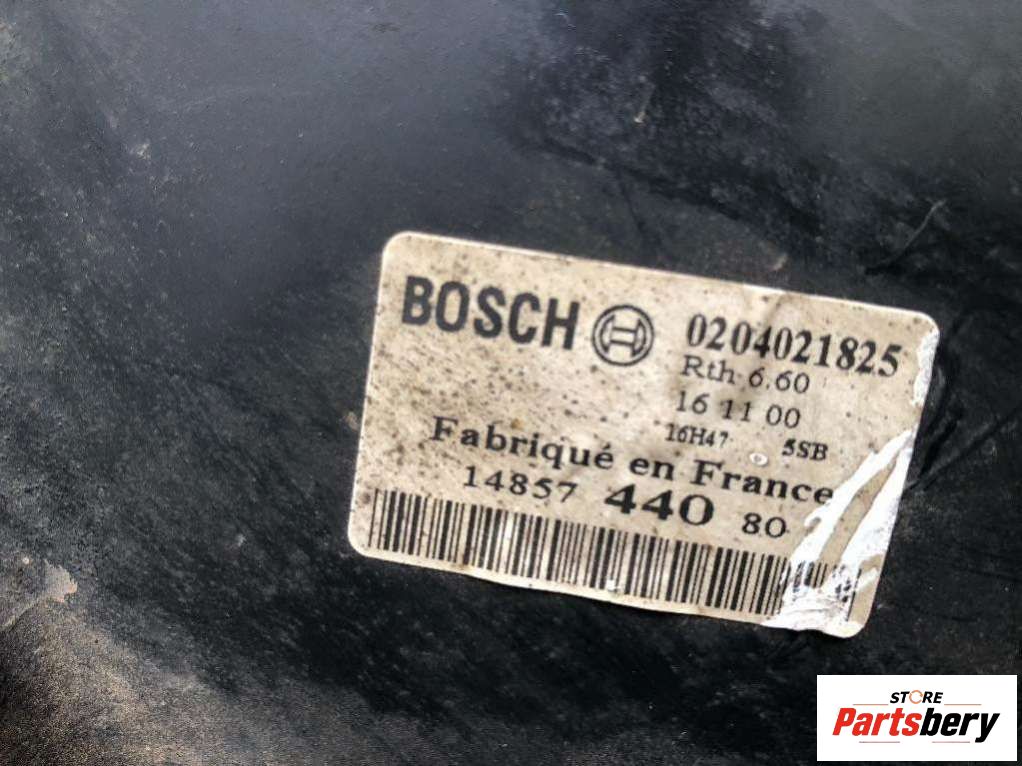 BOSCH 0204021825
Rth 6.60
16 11 00
16H47 5SB
Fabriqué en France
14857 440 80
STORE
Partsbery